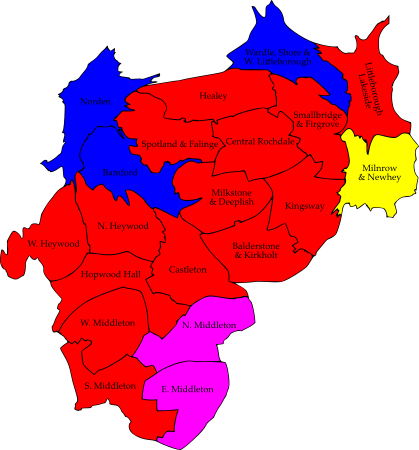 Wardle, Shore &
W. Littleborough
Littleborough
Lakeside
Norden
Healey
Smallbridge
& Firgrove
Spotland & Falinge
Central Rochdale
Bamford
Milnrow
& Newhey
Milkstone
& Deeplish
Kingsway
N. Heywood
W. Heywood
Balderstone
& Kirkholt
Hopwood Hall
Castleton
W. Middleton
N. Middleton
S. Middleton
E. Middleton